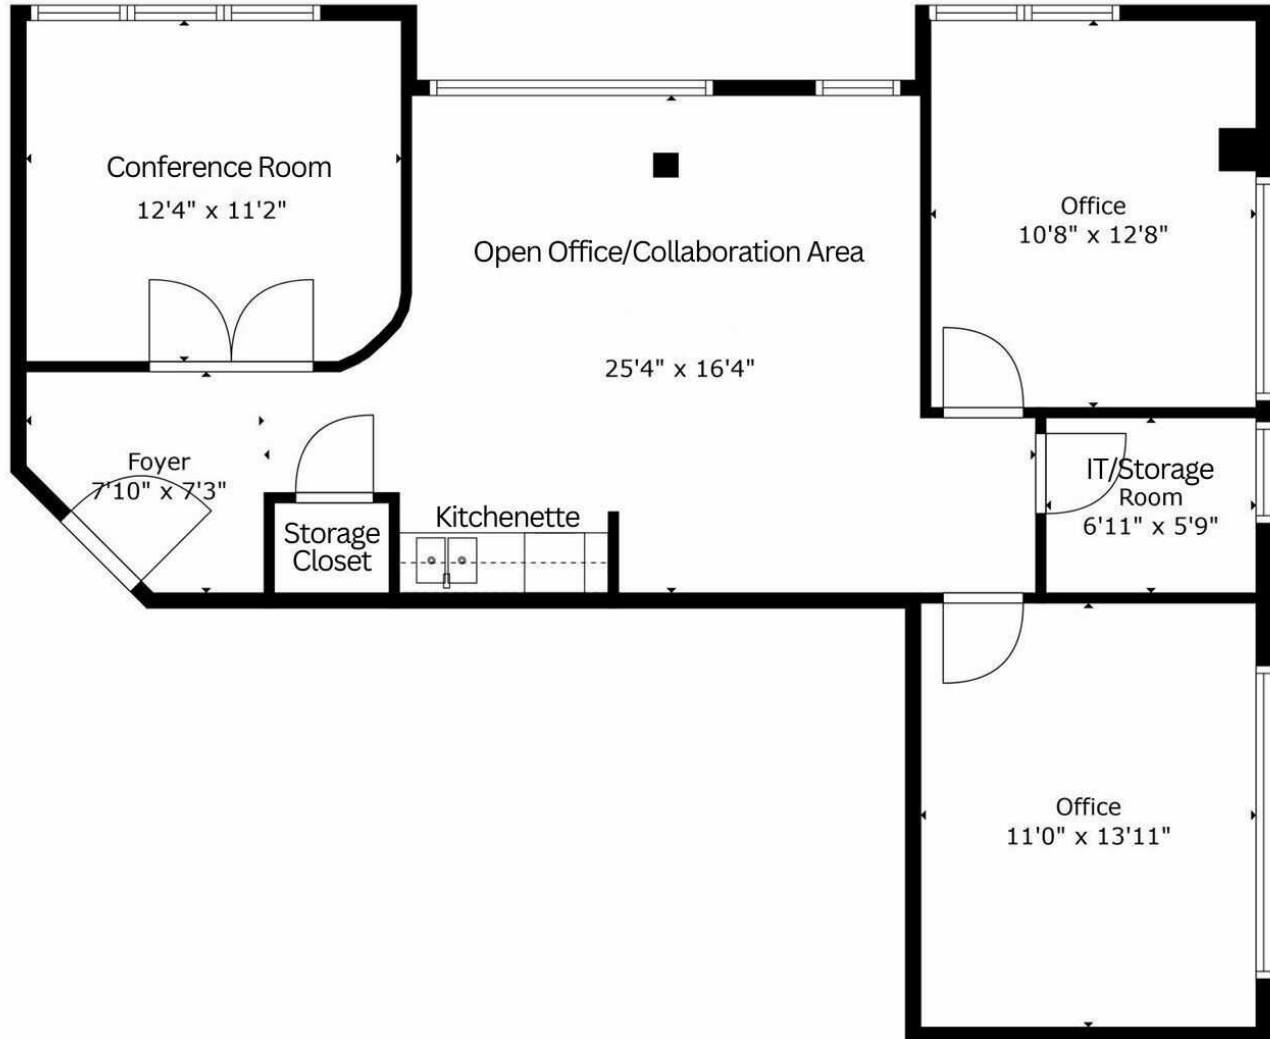 Conference Room
12'4" x 11'2"
Open Office/Collaboration Area
25'4" x 16'4"
Office
10'8" x 12'8"
Foyer
7'10" x 7'3"
Storage
Closet
Kitchenette
IT/Storage
Room
6'11" x 5'9"
Office
11'0" x 13'11"